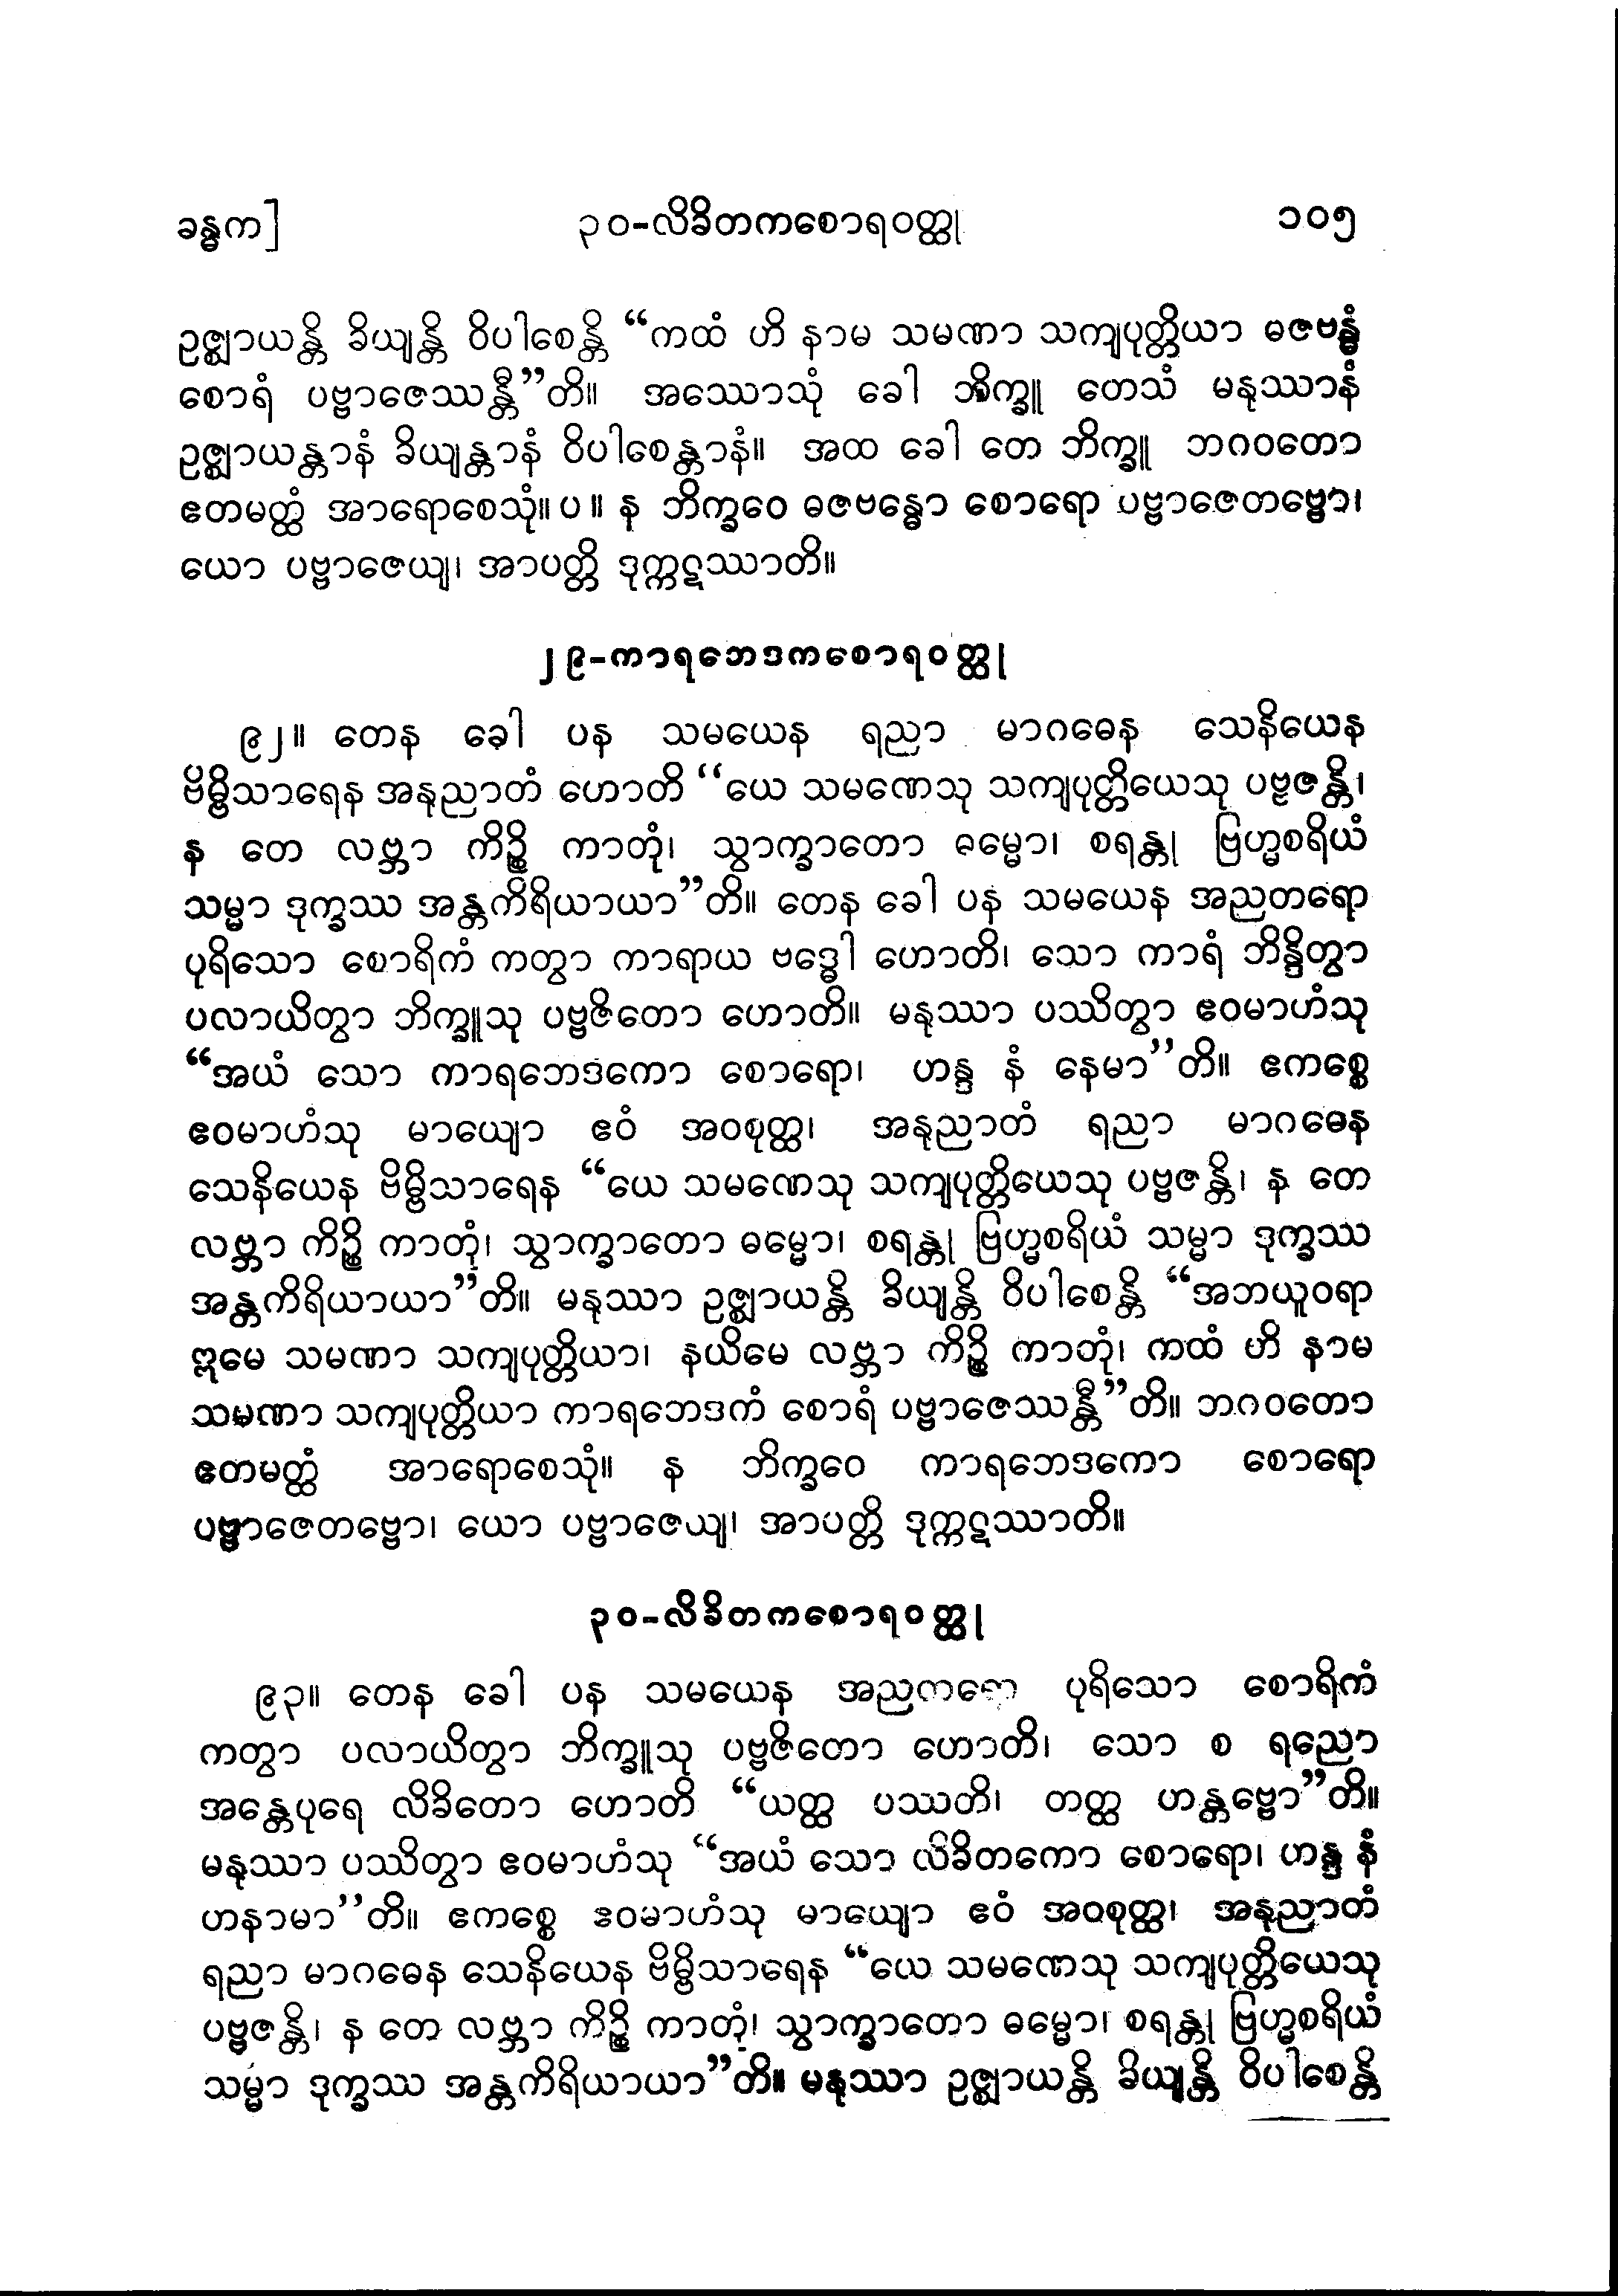 ခန္ဓက] ၃၀-လိခိတကစောရဝတ္ထု ၁၀၅
ဥဇ္ဈာယန္တိ ခိယျန္တိ ဝိပါစေန္တိ “ကထံ ဟိ နာမ သမဏာ သကျပုတ္တိယာ ဓဇဗန္ဓံ
စောရံ ပဗ္ဗာဇေဿန္တီ”တိ။ အဿောသုံ ခေါ ဘိက္ခူ တေသံ မနုဿာနံ
ဥဇ္ဈာယန္တာနံ ခိယျန္တာနံ ဝိပါစေန္တာနံ။ အထ ခေါ တေ ဘိက္ခူ ဘဂဝတော
ဧတမတ္ထံ အာရောစေသုံ။ ပ ။ န ဘိက္ခဝေ ဓဇဗန္ဓော စောရော ပဗ္ဗာဇေတဗ္ဗော၊
ယော ပဗ္ဗာဇေယျ၊ အာပတ္တိ ဒုက္ကဋဿာတိ။
၂၉-ကာရဘေဒကစောရဝတ္ထု
၉၂။ တေန ခေါ ပန သမယေန ရညာ မာဂဓေန သေနိယေန
ဗိမ္ဗိသာရေန အနုညာတံ ဟောတိ “ယေ သမဏေသု သကျပုတ္တိယေသု ပဗ္ဗဇန္တိ၊
န တေ လဗ္ဘာ ကိဉ္စိ ကာတုံ၊ သွာက္ခာတော ဓမ္မော၊ စရန္တု ဗြဟ္မစရိယံ
သမ္မာ ဒုက္ခဿ အန္တကိရိယာယာ”တိ။ တေန ခေါ ပန သမယေန အညတရော
ပုရိသော စောရိကံ ကတွာ ကာရာယ ဗဒ္ဓေါ ဟောတိ၊ သော ကာရံ ဘိန္ဒိတွာ
ပလာယိတွာ ဘိက္ခူသု ပဗ္ဗဇိတော ဟောတိ။ မနုဿာ ပဿိတွာ ဧဝမာဟံသု
“အယံ သော ကာရဘေဒကော စောရော၊ ဟန္ဒ နံ နေမာ”တိ။ ဧကစ္စေ
ဧဝမာဟံသု မာယျော ဧဝံ အဝစုတ္ထ၊ အနုညာတံ ရညာ မာဂဓေန
သေနိယေန ဗိမ္ဗိသာရေန “ယေ သမဏေသု သကျပုတ္တိယေသု ပဗ္ဗဇန္တိ၊ န တေ
လဗ္ဘာ ကိဉ္စိ ကာတုံ၊ သွာက္ခာတော ဓမ္မော၊ စရန္တု ဗြဟ္မစရိယံ သမ္မာ ဒုက္ခဿ
အန္တကိရိယာယာ”တိ။ မနုဿာ ဥဇ္ဈာယန္တိ ခိယျန္တိ ဝိပါစေန္တိ “အဘယူဝရာ
ဣမေ သမဏာ သကျပုတ္တိယာ၊ နယိမေ လဗ္ဘာ ကိဉ္စိ ကာတုံ၊ ကထံ ဟိ နာမ
သမဏာ သကျပုတ္တိယာ ကာရဘေဒကံ စောရံ ပဗ္ဗာဇေဿန္တီ”တိ။ ဘဂဝတော
ဧတမတ္ထံ အာရောစေသုံ။ န ဘိက္ခဝေ ကာရဘေဒကော စောရော
ပဗ္ဗာဇေတဗ္ဗော၊ ယော ပဗ္ဗာဇေယျ၊ အာပတ္တိ ဒုက္ကဋဿာတိ။
၃၀-လိခိတကစောရဝတ္ထု
၉၃။ တေန ခေါ ပန သမယေန အညတရော ပုရိသော စောရိကံ
ကတွာ ပလာယိတွာ ဘိက္ခူသု ပဗ္ဗဇိတော ဟောတိ၊ သော စ ရညော
အန္တေပုရေ လိခိတော ဟောတိ “ယတ္ထ ပဿတိ၊ တတ္ထ ဟန္တဗ္ဗော”တိ။
မနုဿာ ပဿိတွာ ဧဝမာဟံသု “အယံ သော လိခိတကော စောရော၊ ဟန္ဒ နံ
ဟနာမာ”တိ။ ဧကစ္စေ ဧဝမာဟံသု မာယျော ဧဝံ အဝစုတ္ထ၊ အနုညာတံ
ရညာ မာဂဓေန သေနိယေန ဗိမ္ဗိသာရေန “ယေ သမဏေသု သကျပုတ္တိယေသု
ပဗ္ဗဇန္တိ၊ န တေ လဗ္ဘာ ကိဉ္စိ ကာတုံ၊ သွာက္ခာတော ဓမ္မော၊ စရန္တု ဗြဟ္မစရိယံ
သမ္မာ ဒုက္ခဿ အန္တကိရိယာယာ”တိ။ မနုဿာ ဥဇ္ဈာယန္တိ ခိယျန္တိ ဝိပါစေန္တိ